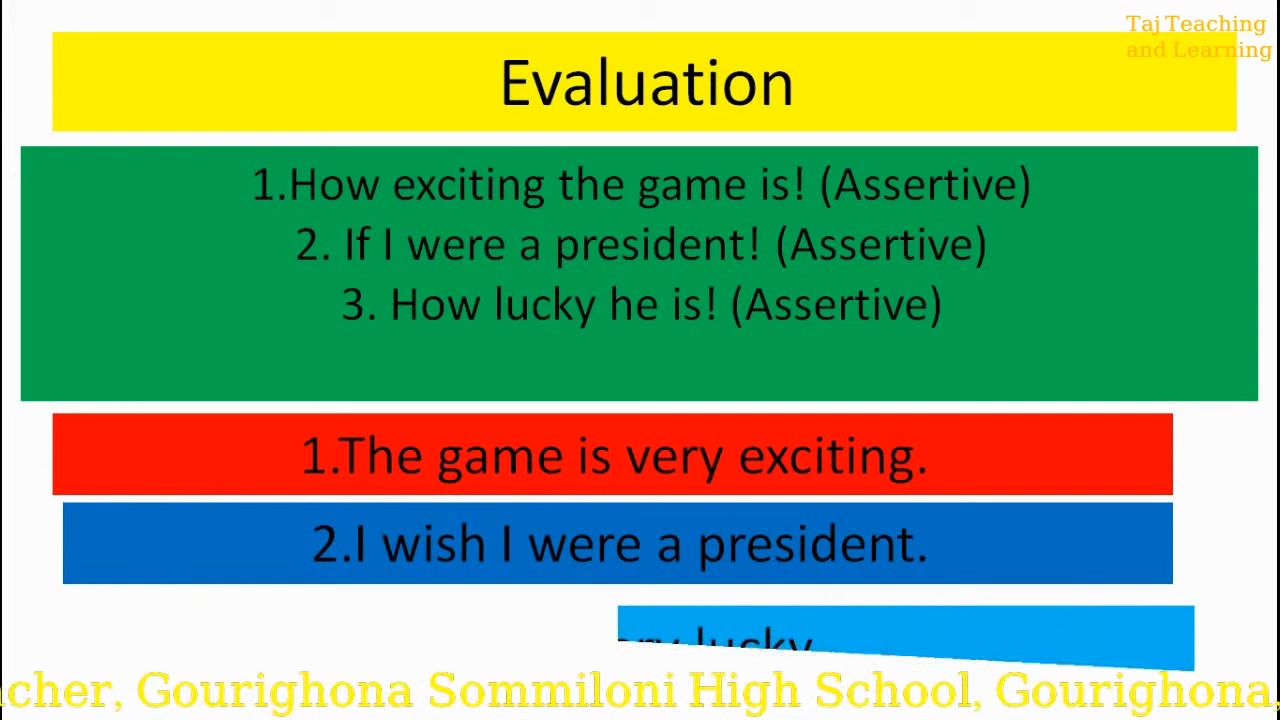 Taj Teaching
and Learning
Evaluation
1.How exciting the game is! (Assertive)
2. If I were a president! (Assertive)
3. How lucky he is! (Assertive)
1.The game is very exciting.
2.I wish I were a president.
lucky
Gourighona Sommiloni High School, Gourighona,